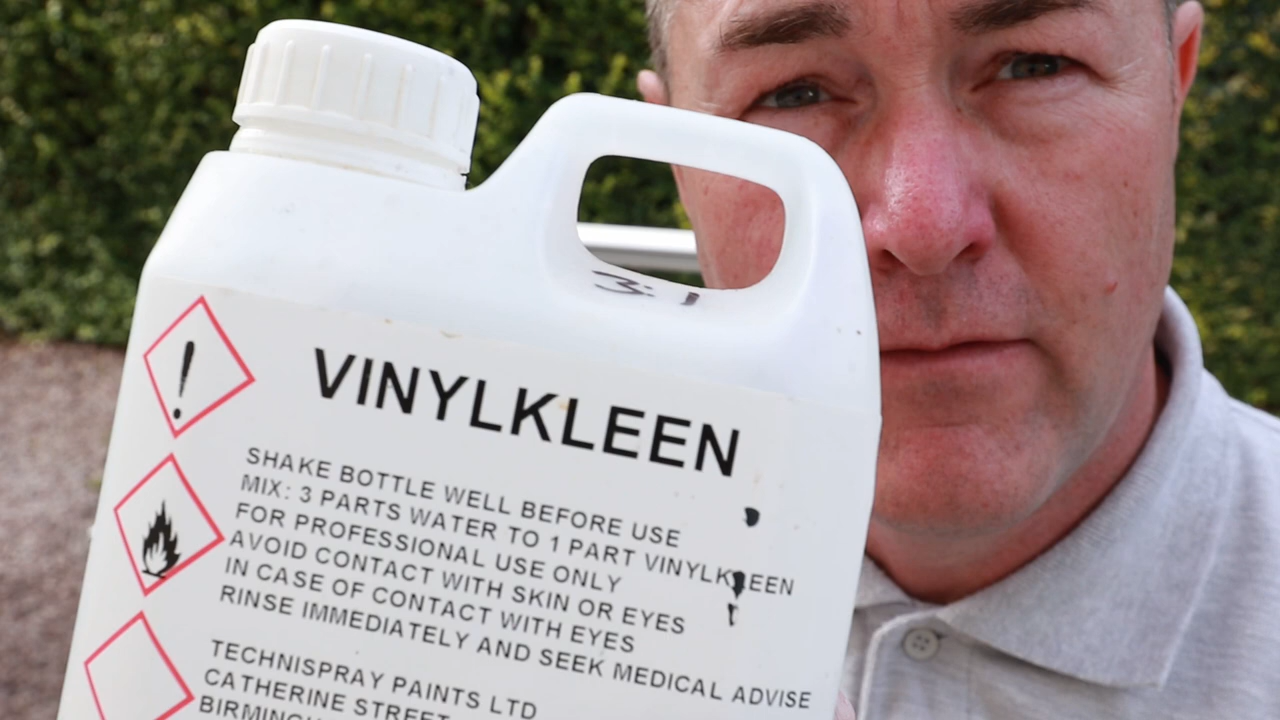 3:1
VINYLKLEEN
SHAKE BOTTLE WELL BEFORE USE
MIX: 3 PARTS WATER TO 1 PART VINYLKLEEN
FOR PROFESSIONAL USE ONLY
AVOID CONTACT WITH SKIN OR EYES
IN CASE OF CONTACT WITH EYES
RINSE IMMEDIATELY AND SEEK MEDICAL ADVISE
TECHNISPRAY PAINTS LTD
CATHERINE STREET